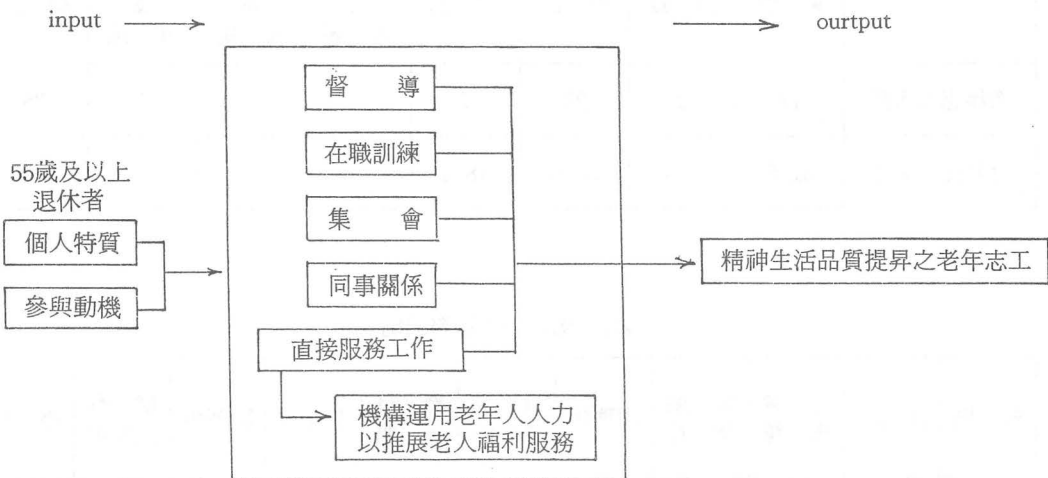 input
ourtput
督 導
在職訓練
55歲及以上
退休者
集 會
個人特質
精神生活品質提昇之老年志工
同事關係
參與動機
直接服務工作
機構運用老年人人力
以推展老人福利服務